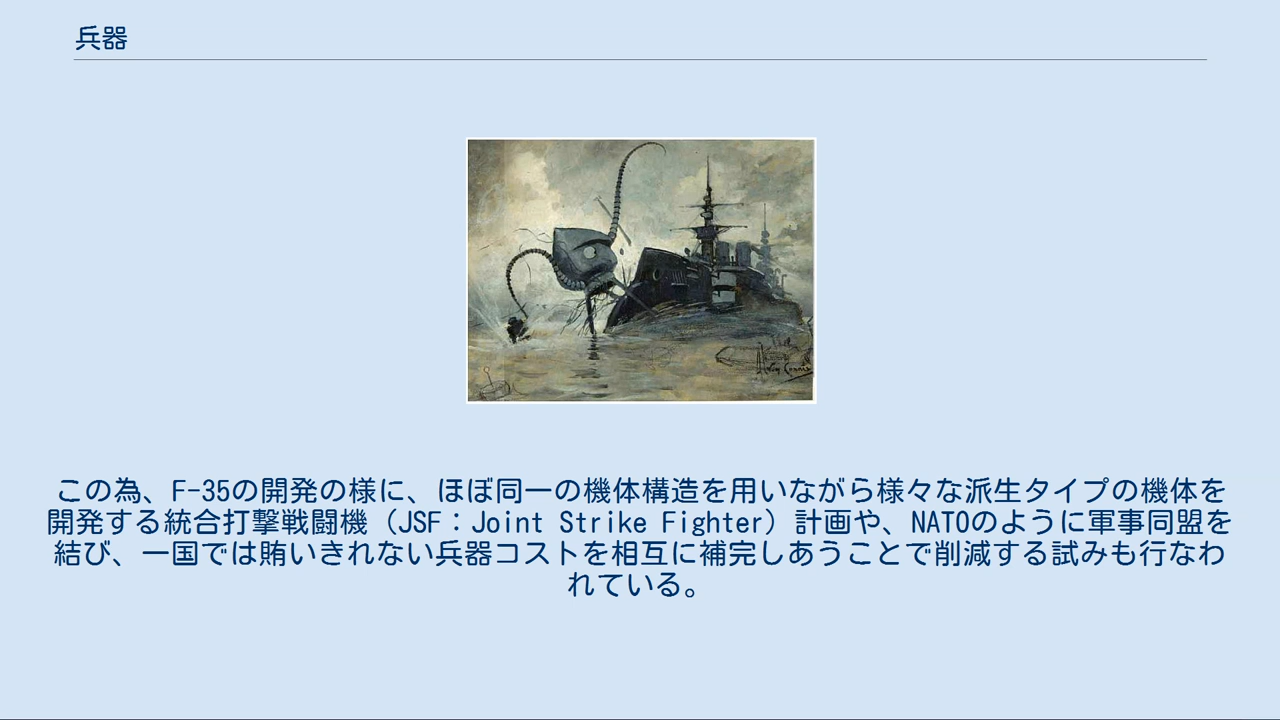 兵器
この為、F-35の開発の様に、ほぼ同一の機体構造を用いながら様々な派生タイプの機体を
開発する統合打撃戦闘機（JSF：Joint Strike Fighter）計画や、NATOのように軍事同盟を
結び、一国では賄いきれない兵器コストを相互に補完しあうことで削減する試みも行なわ
れている。